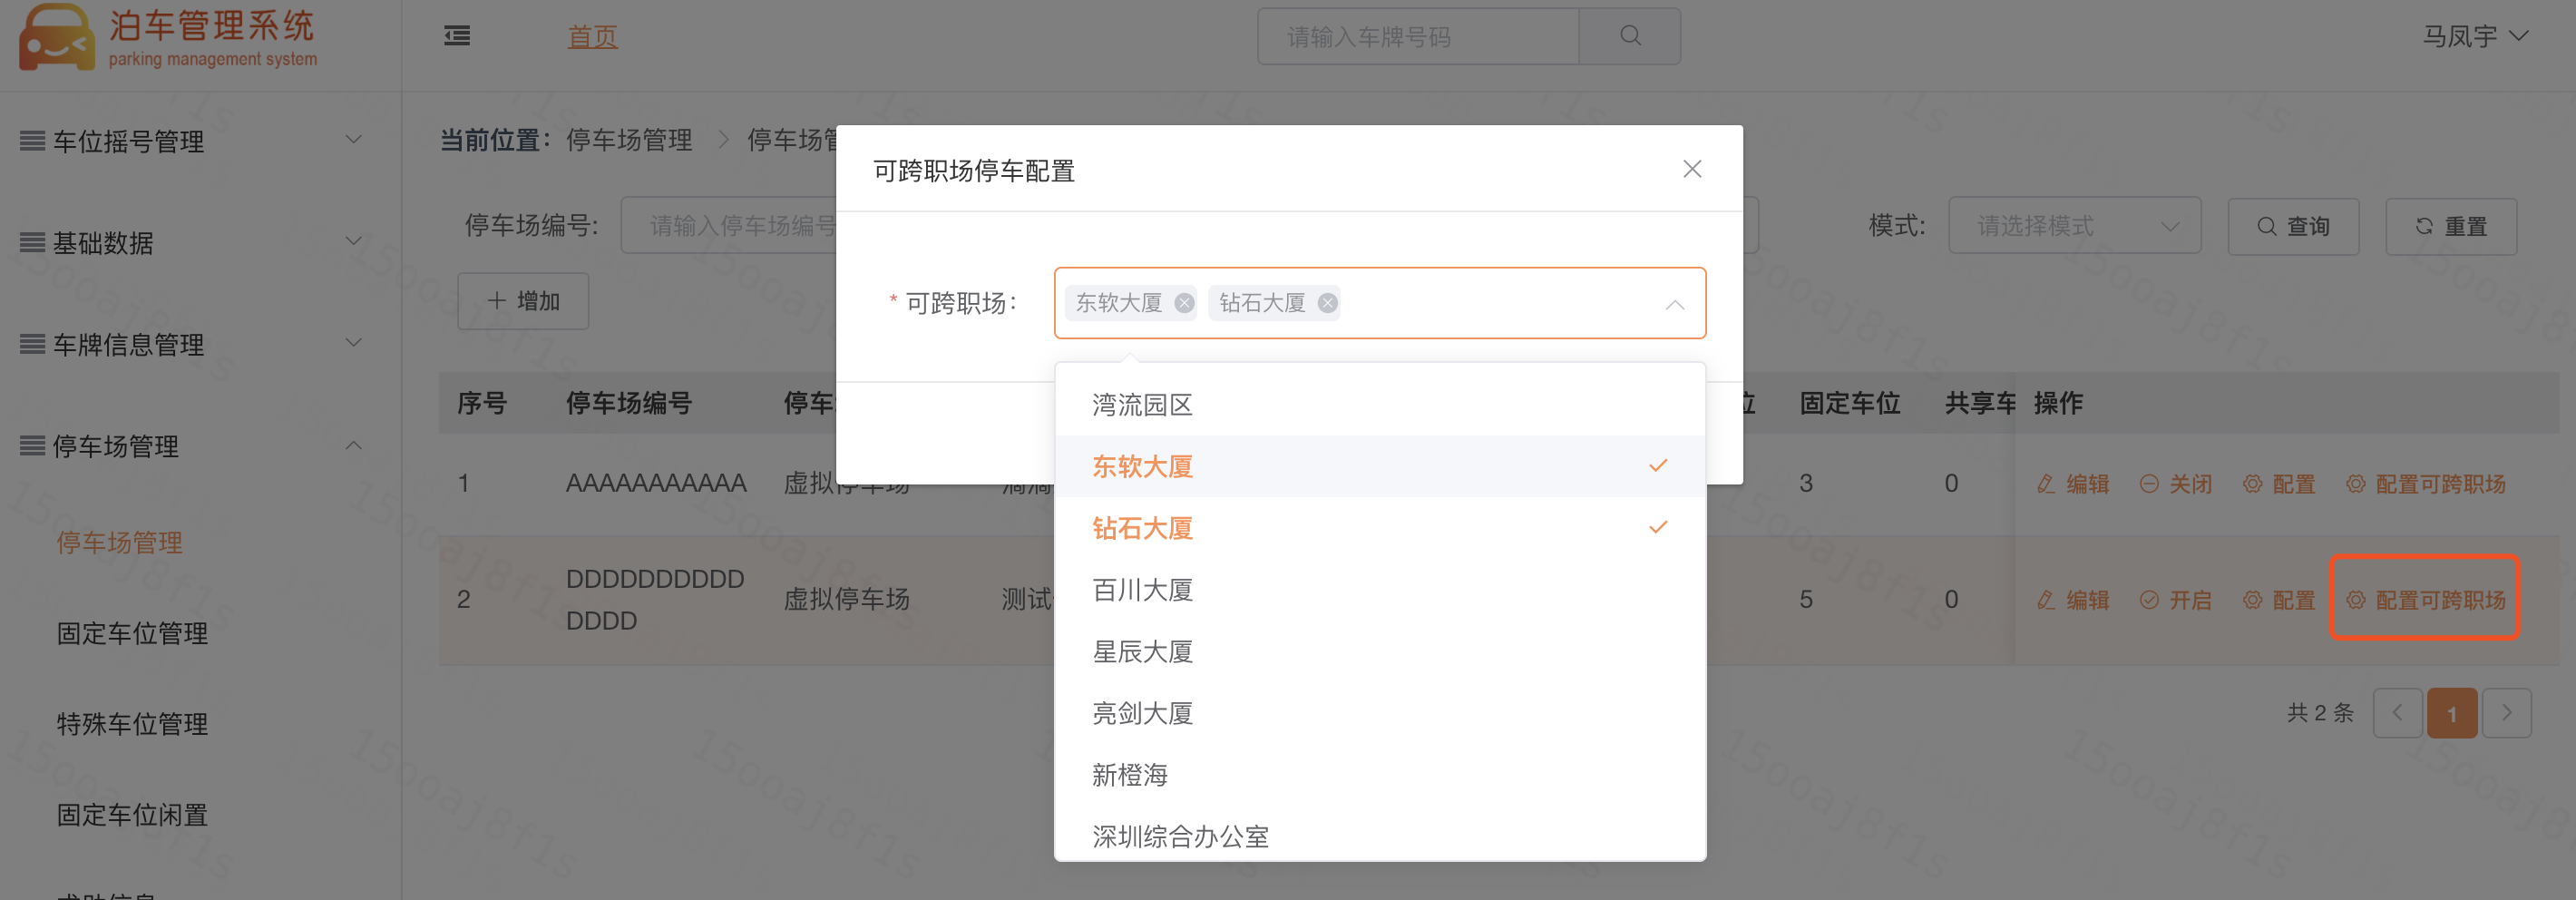 泊车管理系统
parking management system
首页
请输入车牌号码
马凤宇
车位摇号管理
基础数据
车牌信息管理
停车场管理
停车场管理
固定车位管理
特殊车位管理
固定车位闲置
当前位置: 停车场管理 > 停车场管
停车场编号: 请输入停车场编号
模式: 请选择模式
查询
重置
+ 增加
可跨职场停车配置
* 可跨职场: 东软大厦 钻石大厦
湾流园区
东软大厦
钻石大厦
百川大厦
星辰大厦
亮剑大厦
新橙海
深圳综合办公室
序号 停车场编号 停车 位 固定车位 共享车 操作
1 AAAAAAAAAAA 虚拟停车场 3 0 编辑 关闭 配置 配置可跨职场
2 DDDDDDDDDD
DDDD 虚拟停车场 测试 5 0 编辑 开启 配置 配置可跨职场
共 2 条 < 1 >
15ooaj8f1s